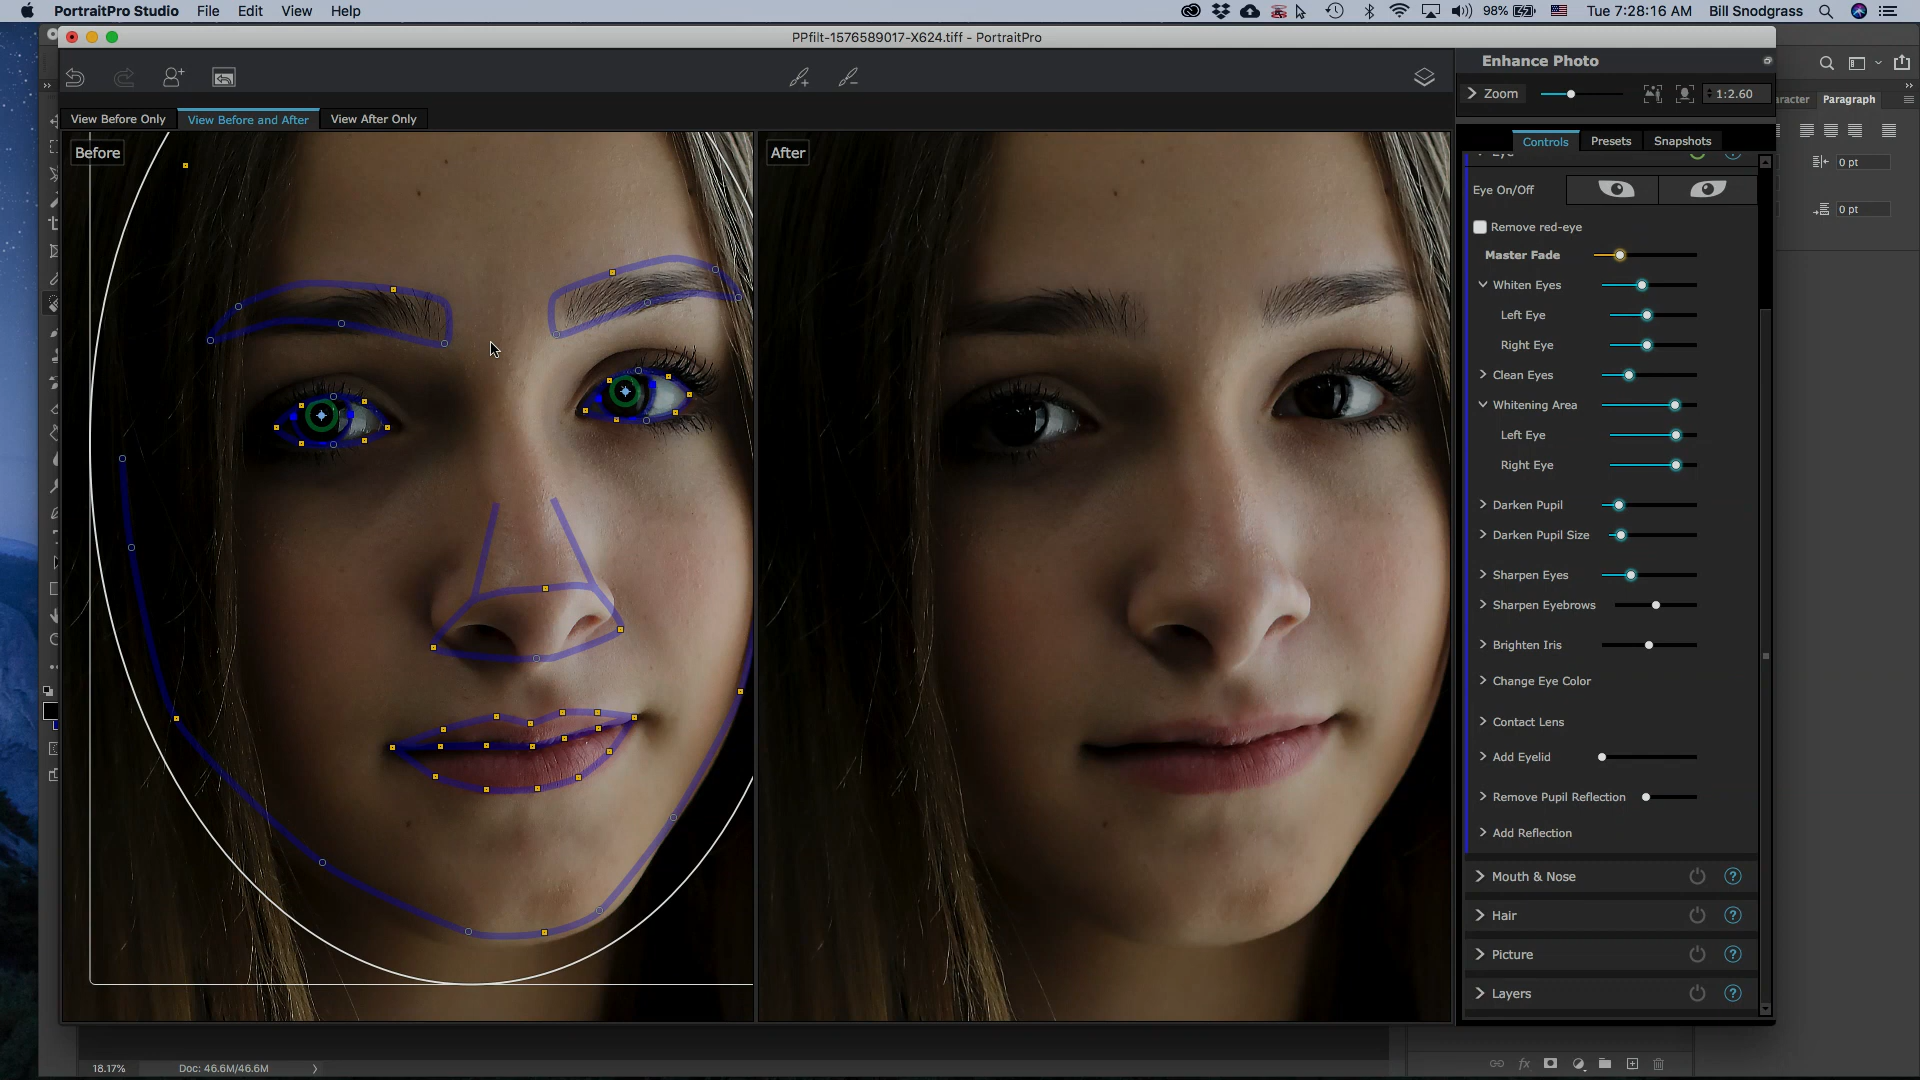 PortraitPro Studio File Edit View Help
98% Tue 7:28:16 AM Bill Snodgrass
PPfilt-1576589017-X624.tiff - PortraitPro
View Before Only View Before and After View After Only
Before
After
Enhance Photo
Zoom 1:2.60
Controls Presets Snapshots
Eye On/Off
Remove red-eye
Master Fade
Whiten Eyes
Left Eye
Right Eye
Clean Eyes
Whitening Area
Left Eye
Right Eye
Darken Pupil
Darken Pupil Size
Sharpen Eyes
Sharpen Eyebrows
Brighten Iris
Change Eye Color
Contact Lens
Add Eyelid
Remove Pupil Reflection
Add Reflection
Mouth & Nose ?
Hair ?
Picture ?
Layers ?
aracter Paragraph
0 pt
0 pt
18.17% Doc: 46.6M/46.6M
fx